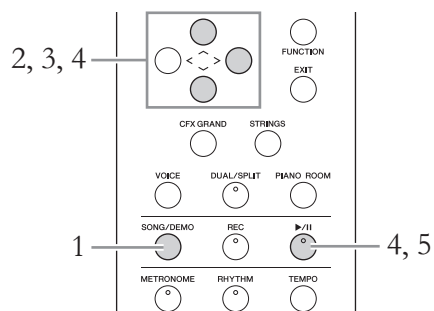 FUNCTION
2, 3, 4
EXIT
CFX GRAND STRINGS
VOICE DUAL/SPLIT PIANO ROOM
SONG/DEMO REC ▶/II
1 4, 5
METRONOME RHYTHM TEMPO